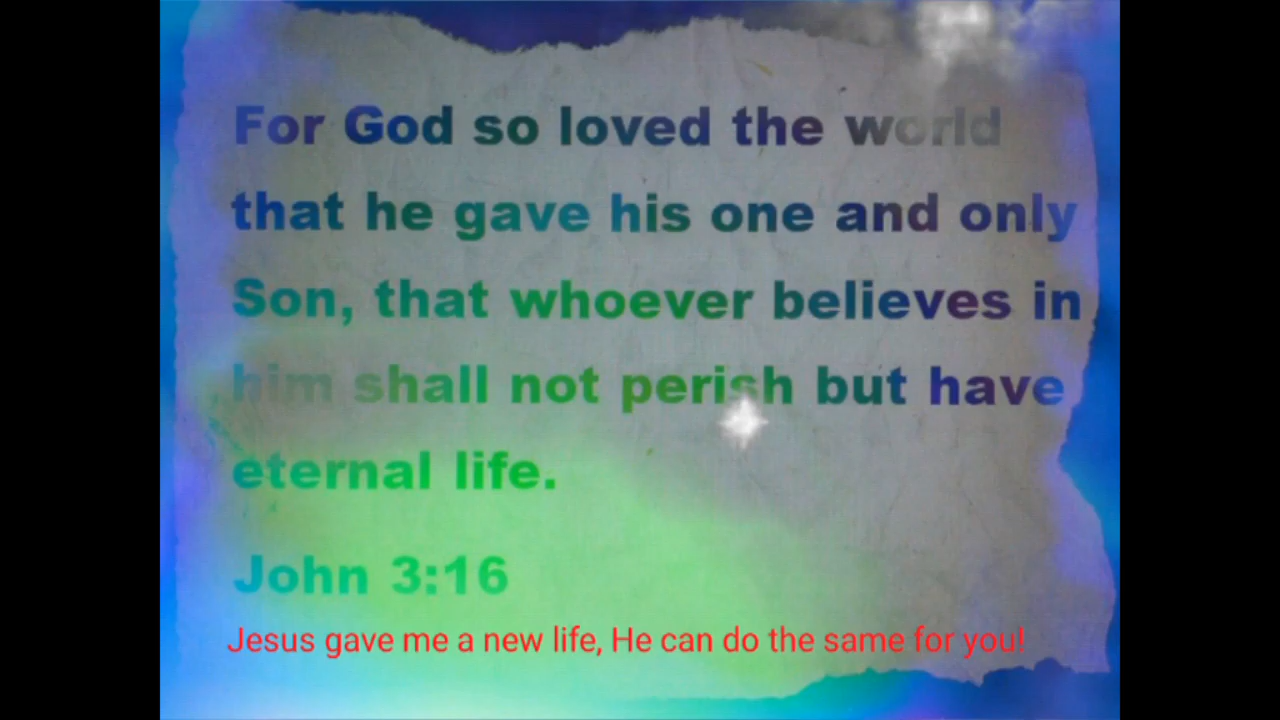 For God so loved the world
that he gave his one and only
Son, that whoever believes in
him shall not perish but have
eternal life.
John 3:16
Jesus gave me a new life, He can do the same for you!